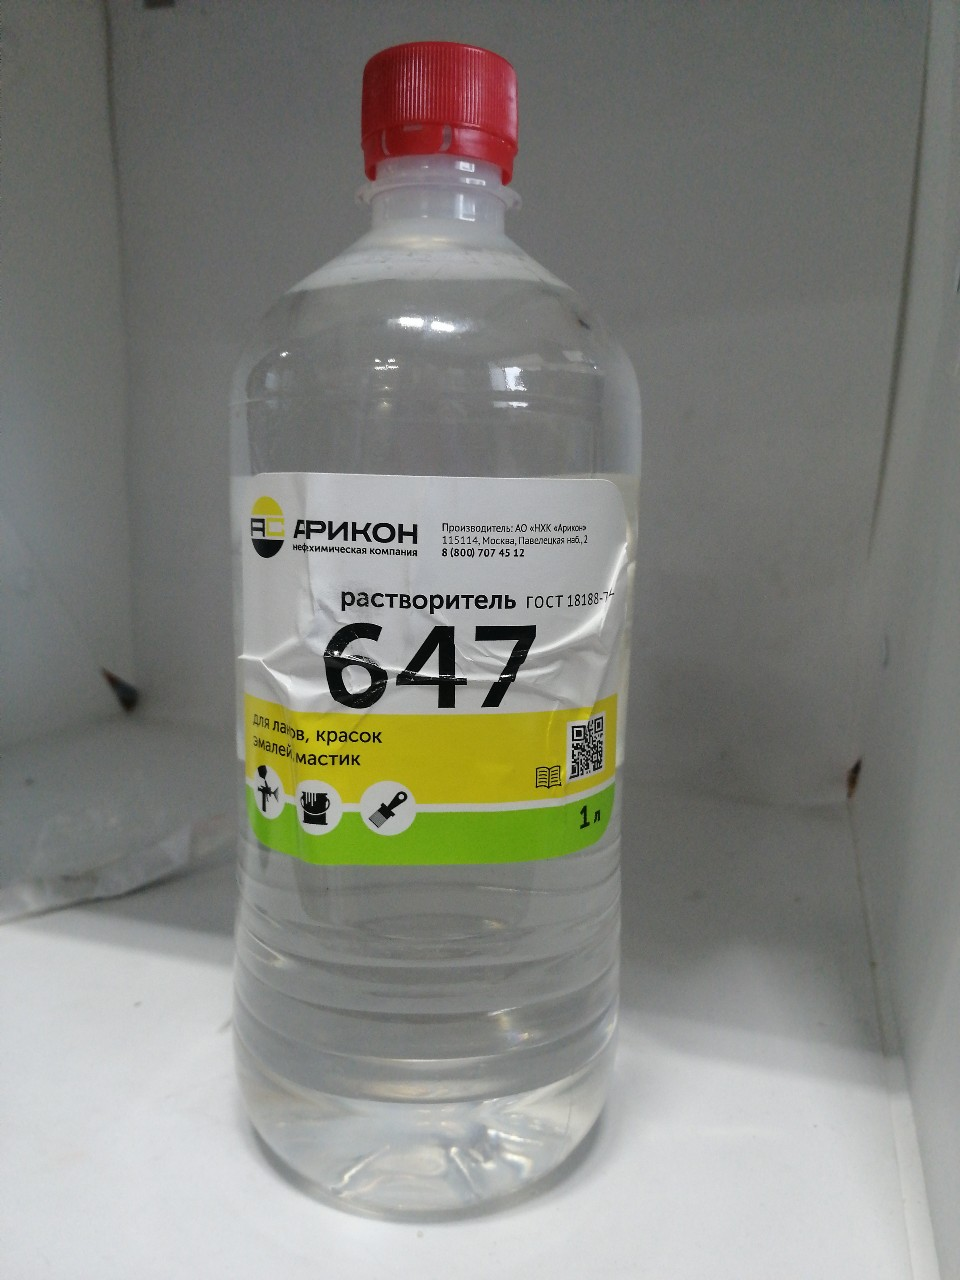 АС АРИКОН
нефтехимическая компания
Производитель: АО «НХК «Арикон»
115114, Москва, Павелецкая наб., 2
8 (800) 707 45 12
растворитель ГОСТ 18188-74
647
для лаков, красок
эмалей, мастик
1 л